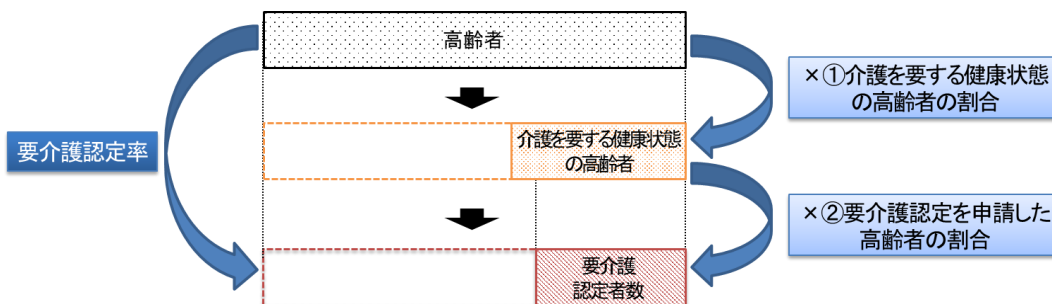 高齢者
×①介護を要する健康状態
の高齢者の割合
要介護認定率
介護を要する健康状態
の高齢者
×②要介護認定を申請した
高齢者の割合
要介護
認定者数